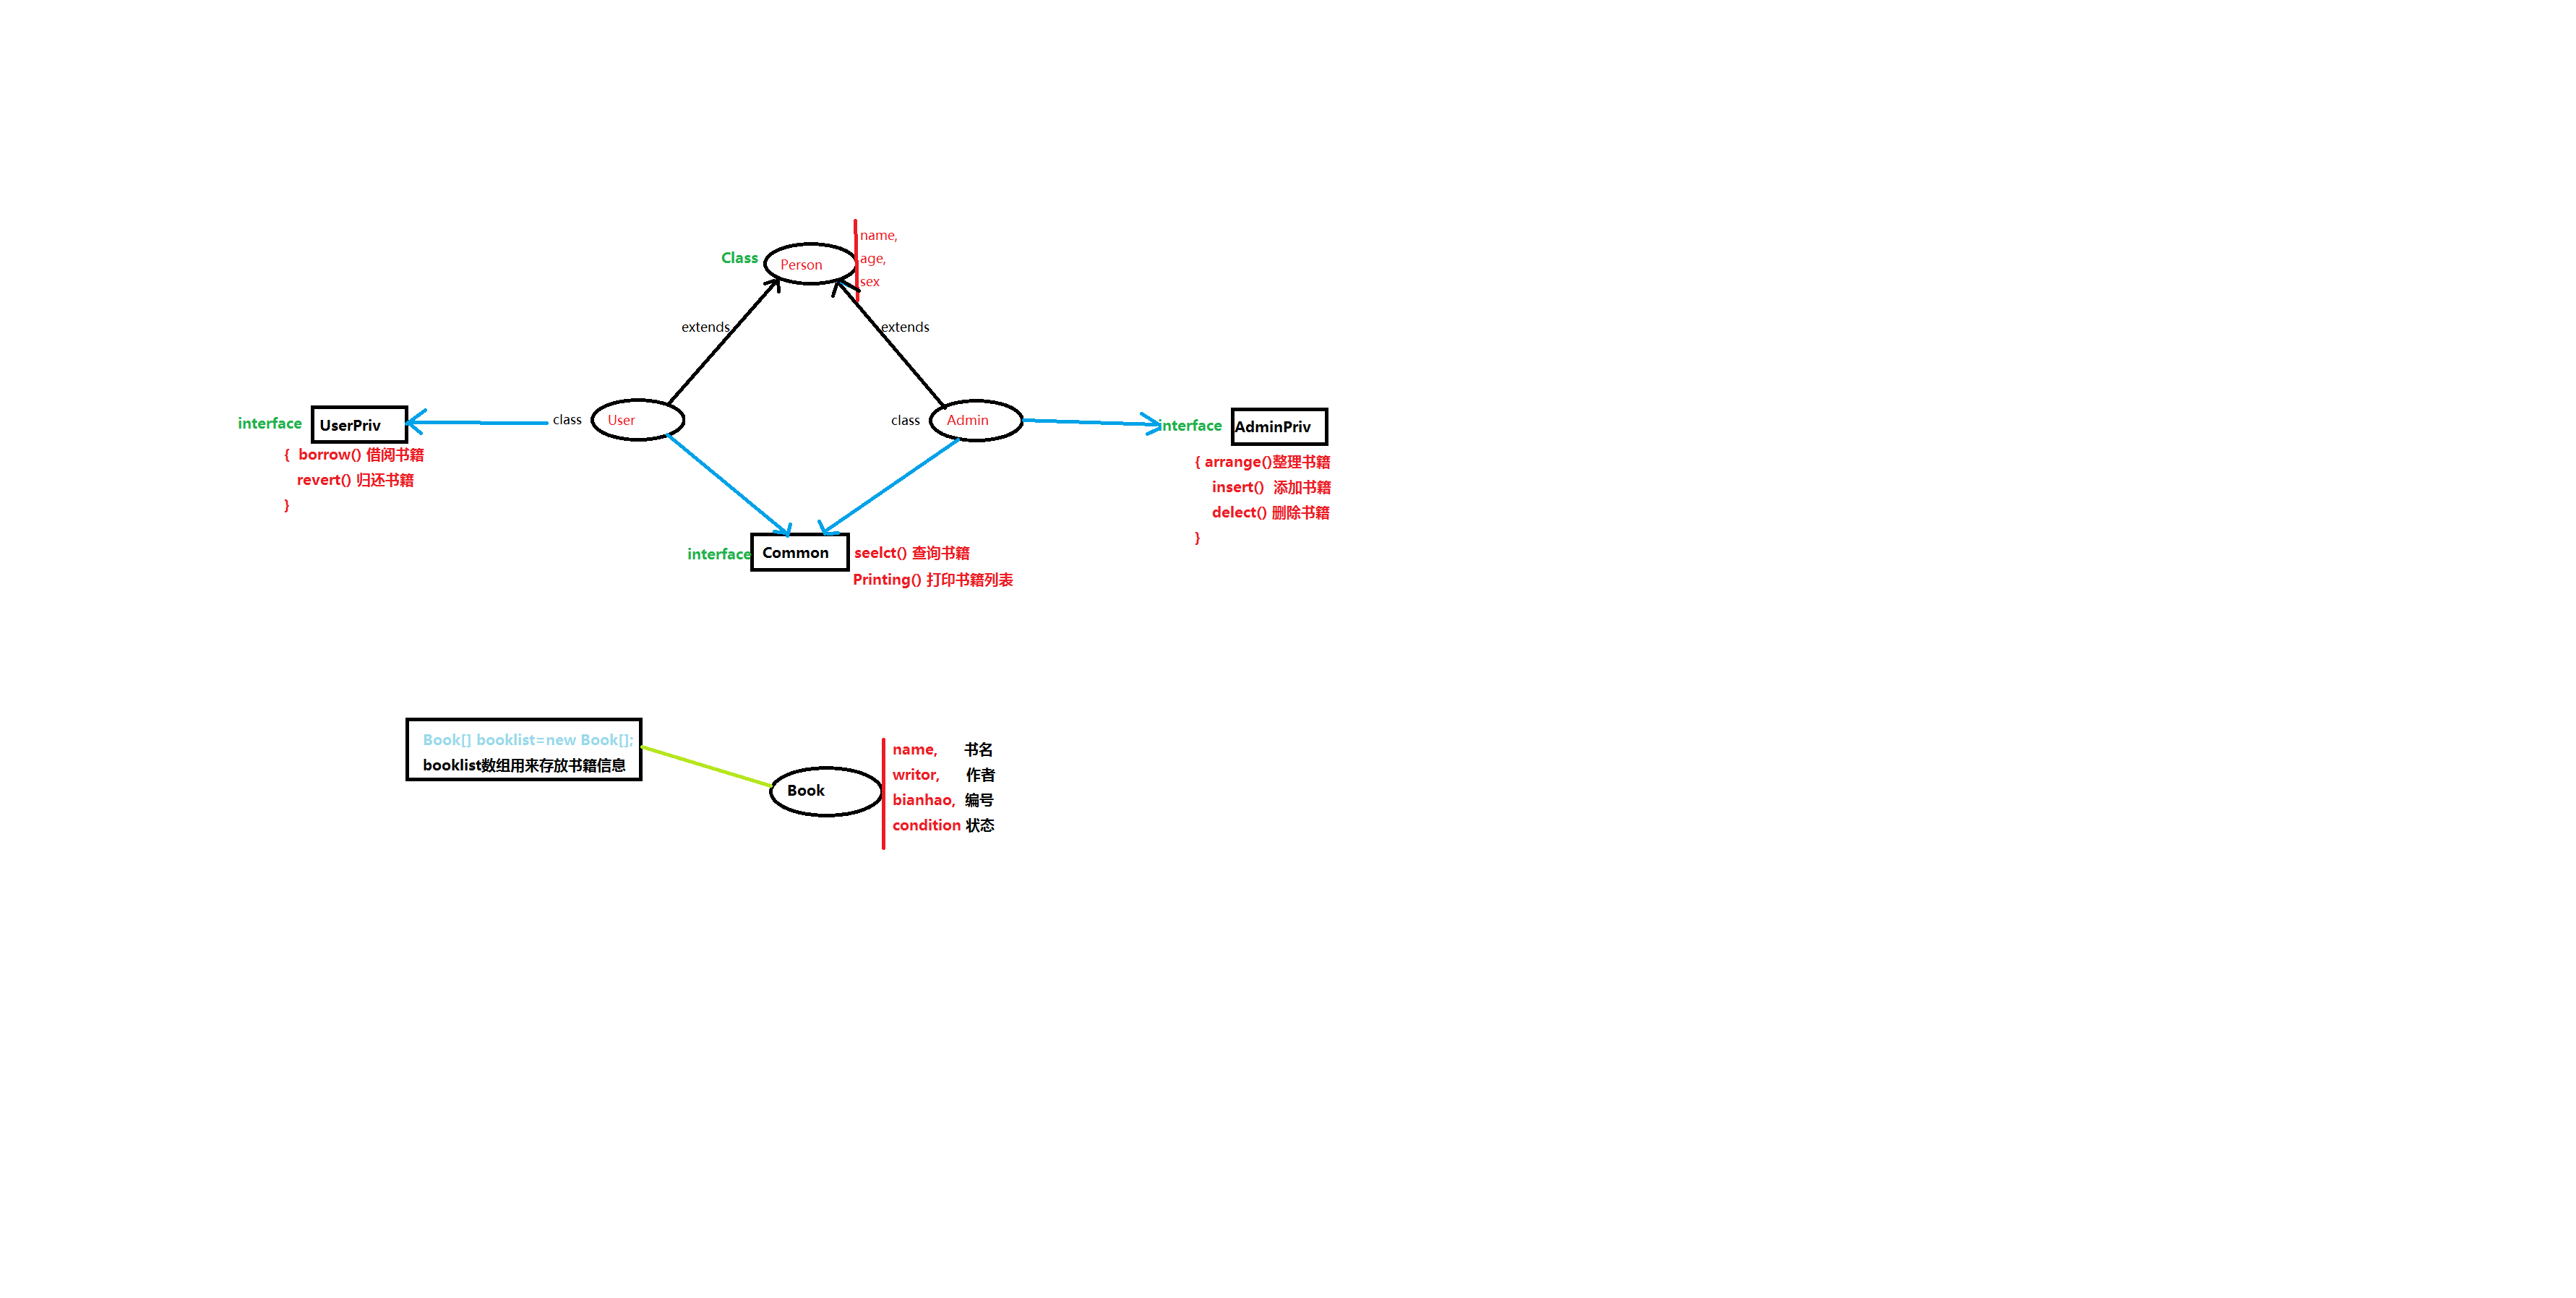 name,
Class
Person
age,
sex
extends
extends
interface
UserPriv
class
User
class
Admin
interface
AdminPriv
{ borrow() 借阅书籍
revert() 归还书籍
}
{ arrange()整理书籍
insert() 添加书籍
delect() 删除书籍
}
interface
Common
seelct() 查询书籍
Printing() 打印书籍列表
Book[] booklist=new Book[];
booklist数组用来存放书籍信息
Book
name, 书名
writor, 作者
bianhao, 编号
condition 状态